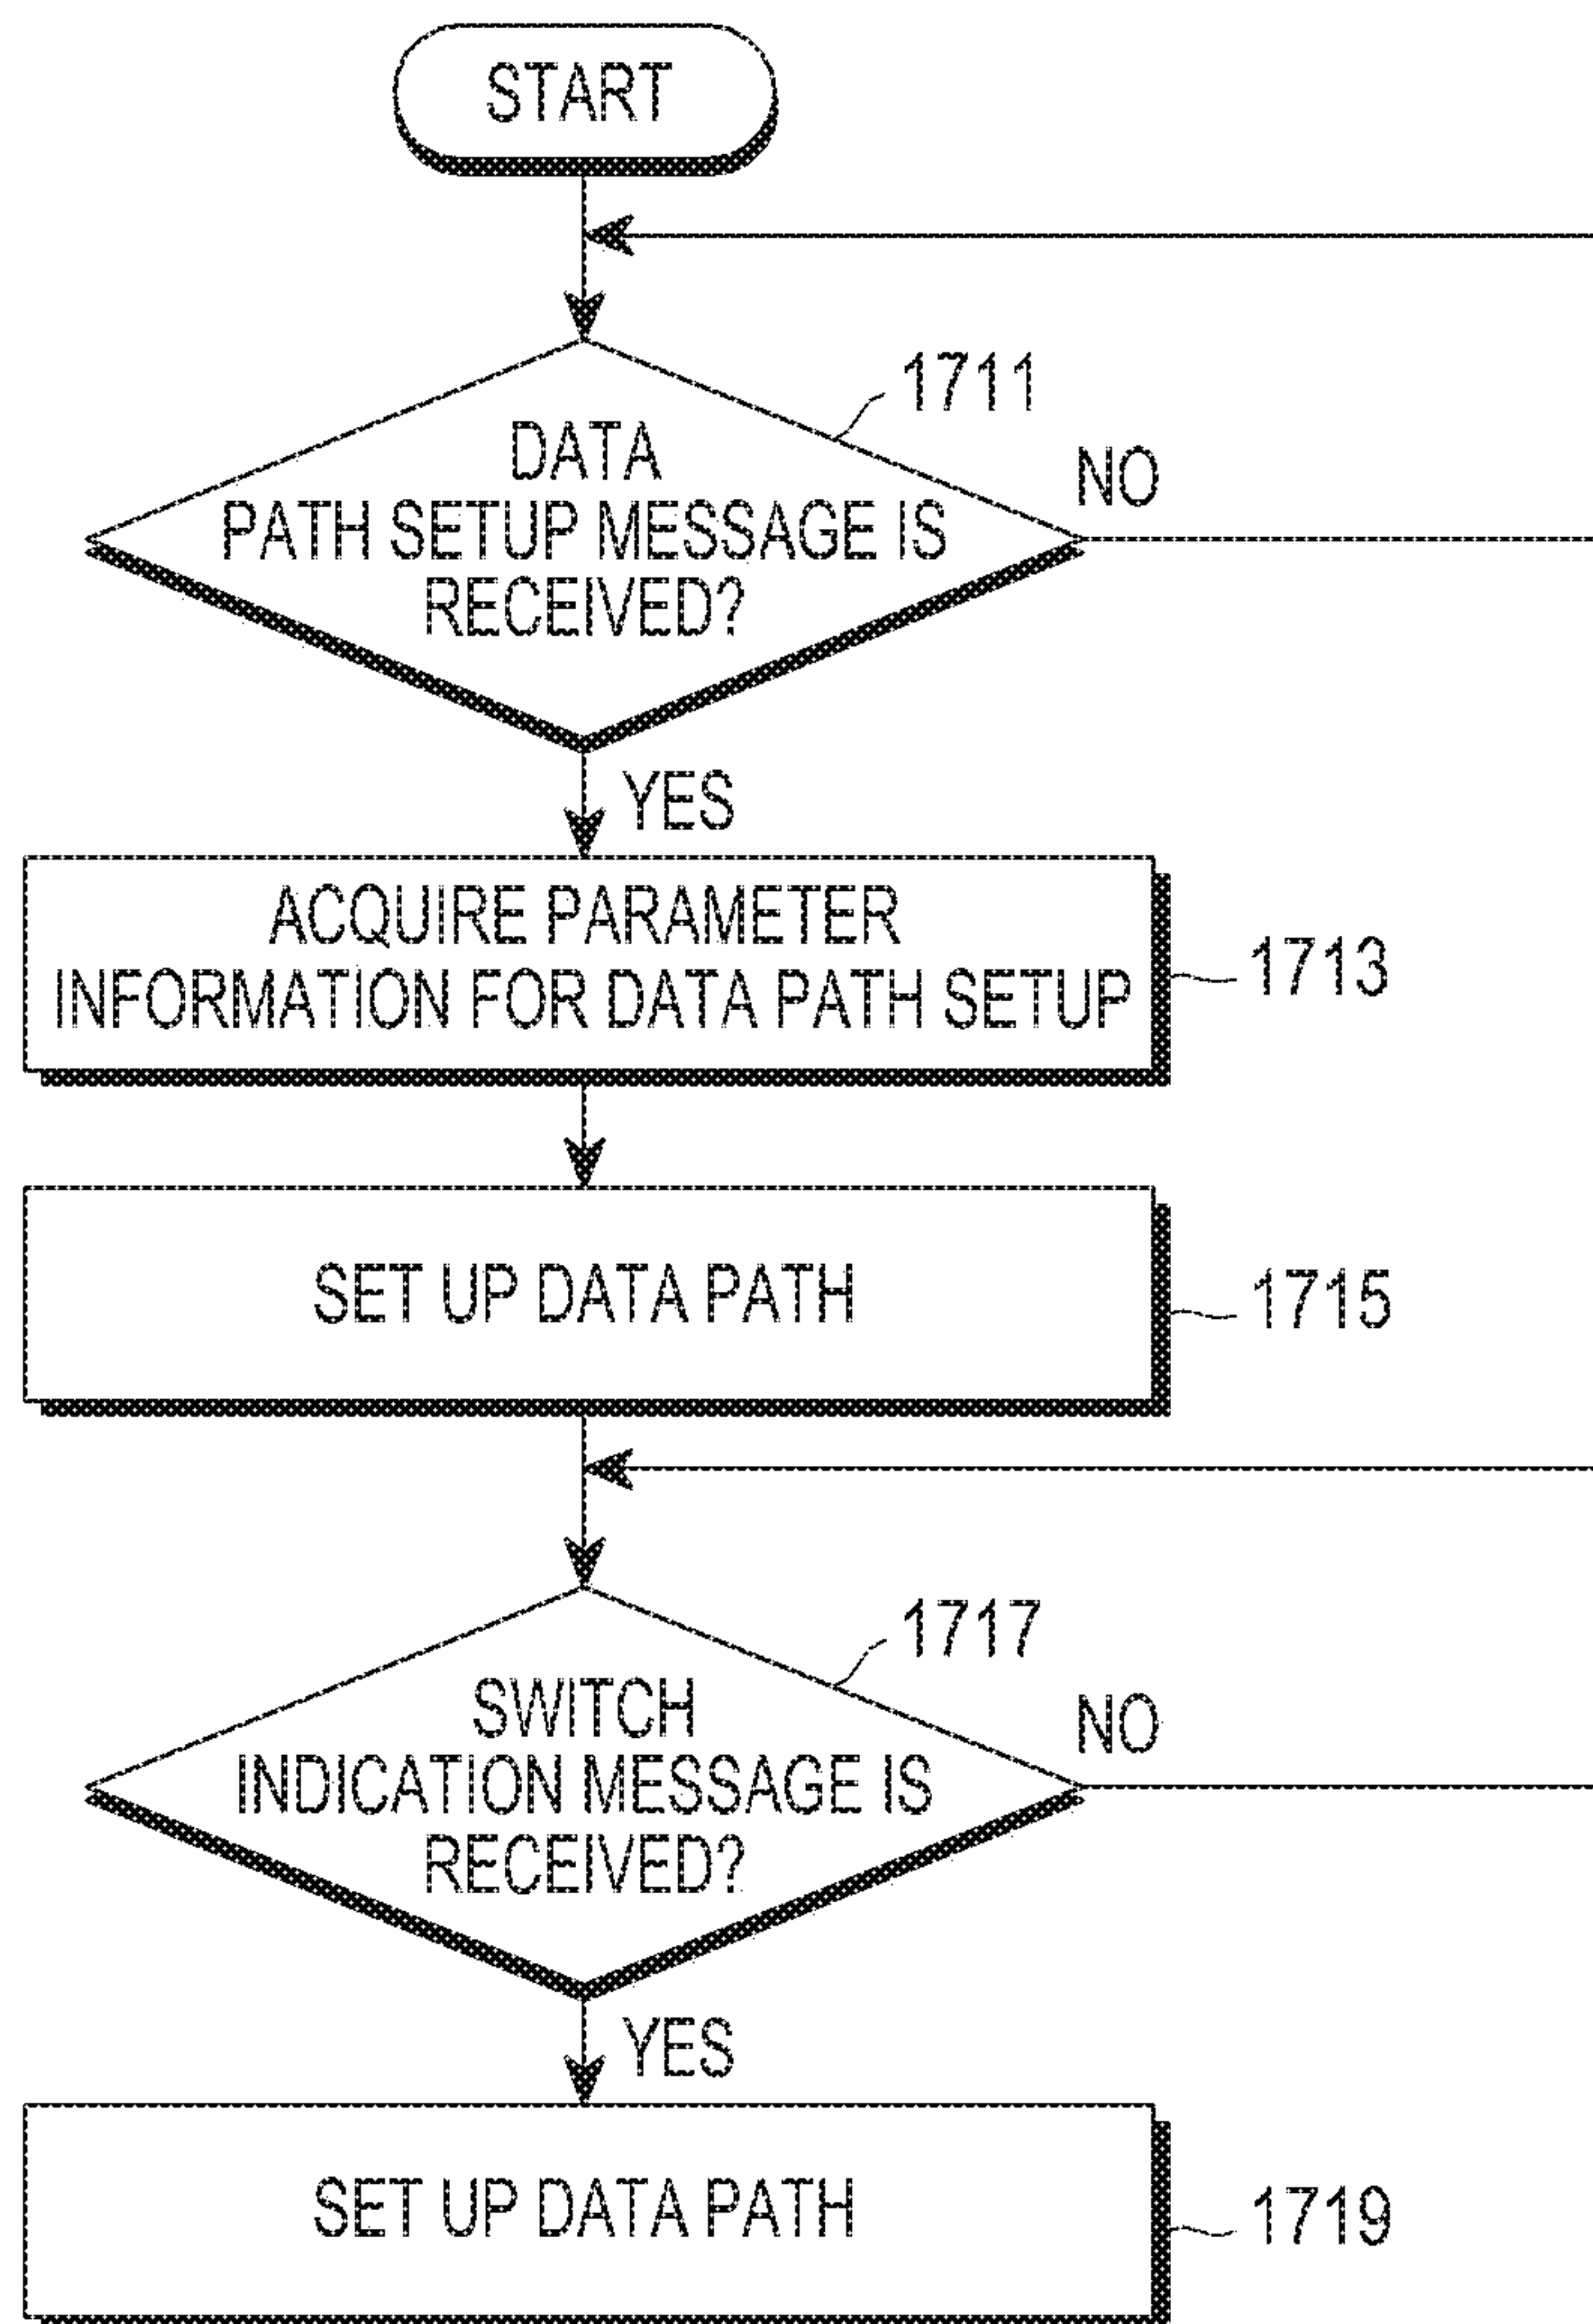 START
1711
DATA
PATH SETUP MESSAGE IS
RECEIVED?
NO
YES
ACQUIRE PARAMETER
INFORMATION FOR DATA PATH SETUP
1713
SET UP DATA PATH
1715
1717
SWITCH
INDICATION MESSAGE IS
RECEIVED?
NO
YES
SET UP DATA PATH
1719